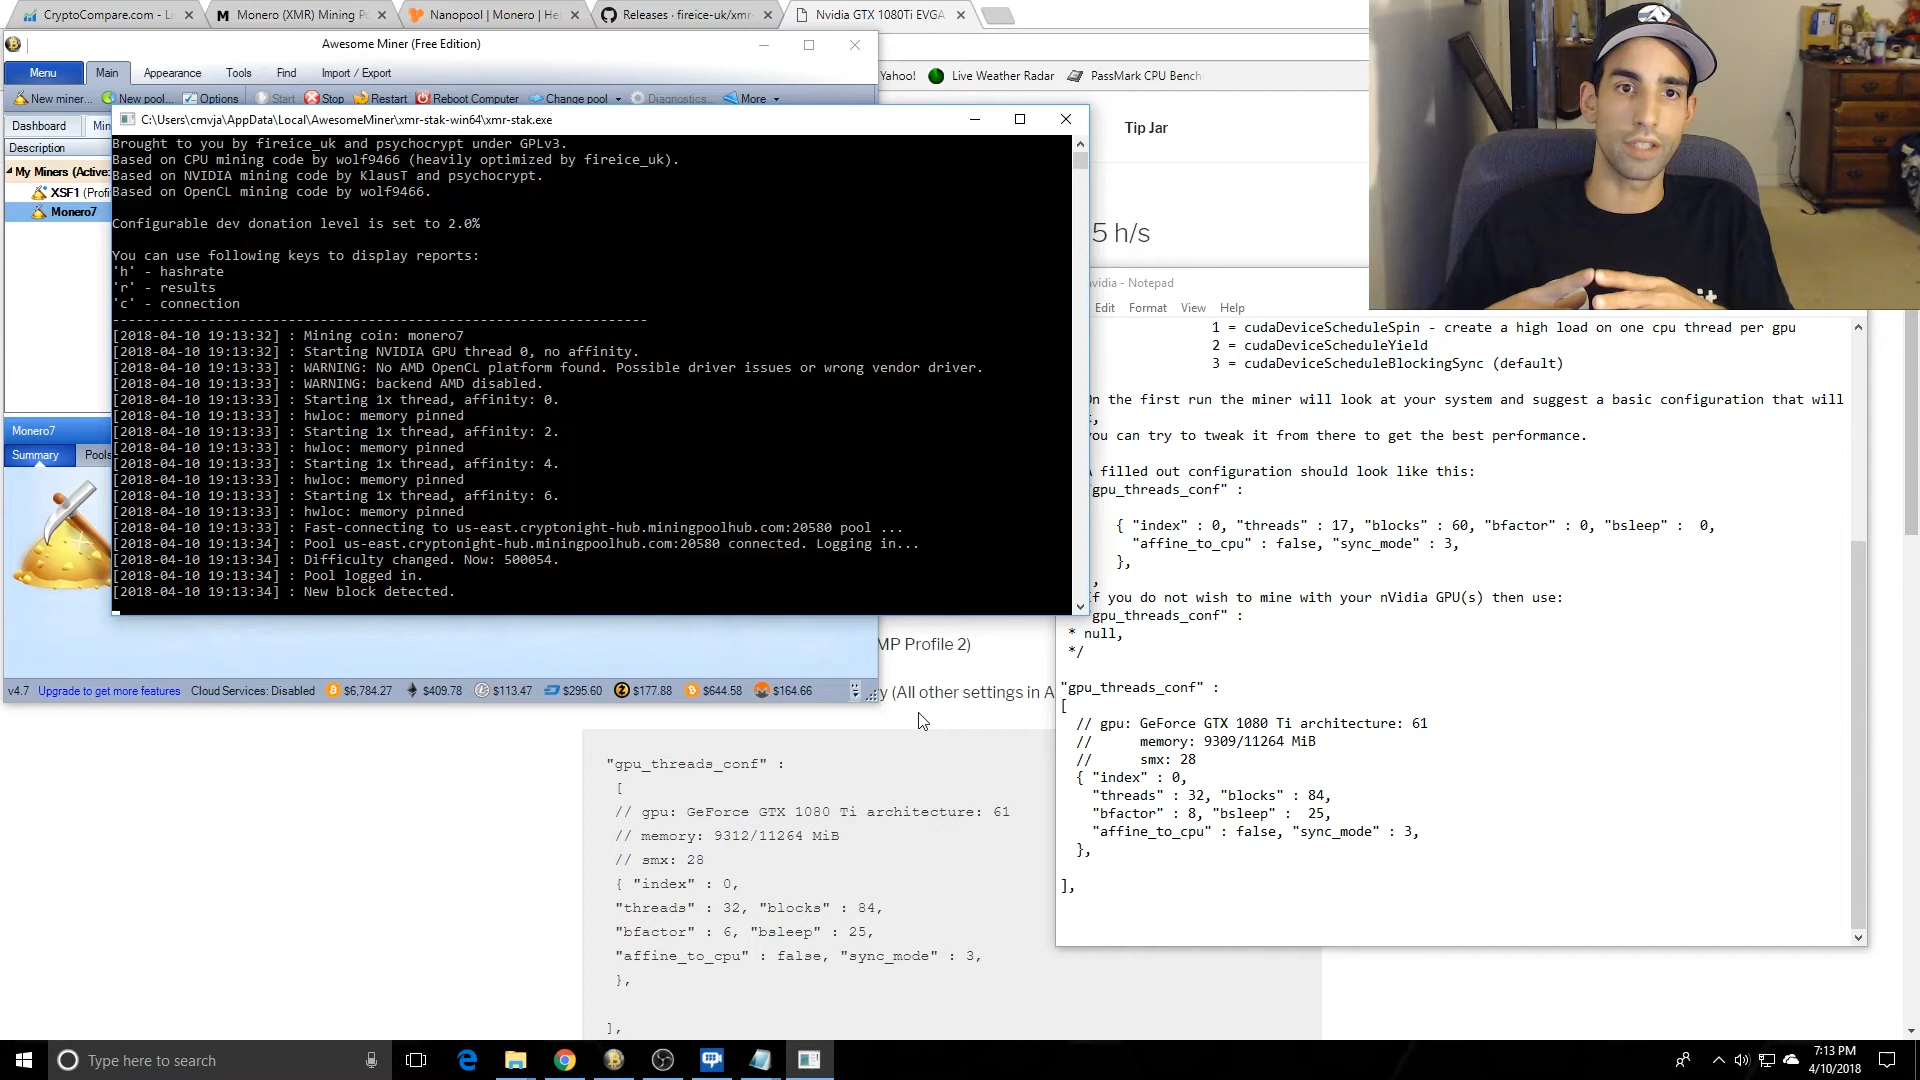 CryptoCompare.com - Li
Monero (XMR) Mining P
Nanopool | Monero | He
Releases · fireice-uk/xmr-
Nvidia GTX 1080Ti EVGA
Awesome Miner (Free Edition)
Menu Main Appearance Tools Find Import / Export
New miner... New pool... Options Start Stop Restart Reboot Computer Change pool Diagnostics... More
Yahoo! Live Weather Radar PassMark CPU Bench
Tip Jar
5 h/s
Dashboard Min
Description
My Miners (Active:
XSF1 (Profi
Monero7
Monero7
Summary Pools
C:\Users\cmvja\AppData\Local\AwesomeMiner\xmr-stak-win64\xmr-stak.exe
Brought to you by fireice_uk and psychocrypt under GPLv3.
Based on CPU mining code by wolf9466 (heavily optimized by fireice_uk).
Based on NVIDIA mining code by KlausT and psychocrypt.
Based on OpenCL mining code by wolf9466.
Configurable dev donation level is set to 2.0%
You can use following keys to display reports:
'h' - hashrate
'r' - results
'c' - connection
-------------------------------------------------------------------
[2018-04-10 19:13:32] : Mining coin: monero7
[2018-04-10 19:13:32] : Starting NVIDIA GPU thread 0, no affinity.
[2018-04-10 19:13:33] : WARNING: No AMD OpenCL platform found. Possible driver issues or wrong vendor driver.
[2018-04-10 19:13:33] : WARNING: backend AMD disabled.
[2018-04-10 19:13:33] : Starting 1x thread, affinity: 0.
[2018-04-10 19:13:33] : hwloc: memory pinned
[2018-04-10 19:13:33] : Starting 1x thread, affinity: 2.
[2018-04-10 19:13:33] : hwloc: memory pinned
[2018-04-10 19:13:33] : Starting 1x thread, affinity: 4.
[2018-04-10 19:13:33] : hwloc: memory pinned
[2018-04-10 19:13:33] : Starting 1x thread, affinity: 6.
[2018-04-10 19:13:33] : hwloc: memory pinned
[2018-04-10 19:13:33] : Fast-connecting to us-east.cryptonight-hub.miningpoolhub.com:20580 pool ...
[2018-04-10 19:13:34] : Pool us-east.cryptonight-hub.miningpoolhub.com:20580 connected. Logging in...
[2018-04-10 19:13:34] : Difficulty changed. Now: 500054.
[2018-04-10 19:13:34] : Pool logged in.
[2018-04-10 19:13:34] : New block detected.
v4.7 Upgrade to get more features Cloud Services: Disabled $6,784.27 $409.78 $113.47 $295.60 $177.88 $644.58 $164.66
MP Profile 2)
y (All other settings in A
"gpu_threads_conf" :
[
// gpu: GeForce GTX 1080 Ti architecture: 61
// memory: 9312/11264 MiB
// smx: 28
{ "index" : 0,
"threads" : 32, "blocks" : 84,
"bfactor" : 6, "bsleep" : 25,
"affine_to_cpu" : false, "sync_mode" : 3,
},
],
nvidia - Notepad
Edit Format View Help
1 = cudaDeviceScheduleSpin - create a high load on one cpu thread per gpu
2 = cudaDeviceScheduleYield
3 = cudaDeviceScheduleBlockingSync (default)
On the first run the miner will look at your system and suggest a basic configuration that will
you can try to tweak it from there to get the best performance.
A filled out configuration should look like this:
"gpu_threads_conf" :
{ "index" : 0, "threads" : 17, "blocks" : 60, "bfactor" : 0, "bsleep" : 0,
"affine_to_cpu" : false, "sync_mode" : 3,
},
If you do not wish to mine with your nVidia GPU(s) then use:
"gpu_threads_conf" :
* null,
*/
"gpu_threads_conf" :
[
// gpu: GeForce GTX 1080 Ti architecture: 61
// memory: 9309/11264 MiB
// smx: 28
{ "index" : 0,
"threads" : 32, "blocks" : 84,
"bfactor" : 8, "bsleep" : 25,
"affine_to_cpu" : false, "sync_mode" : 3,
},
],
Type here to search
7:13 PM
4/10/2018